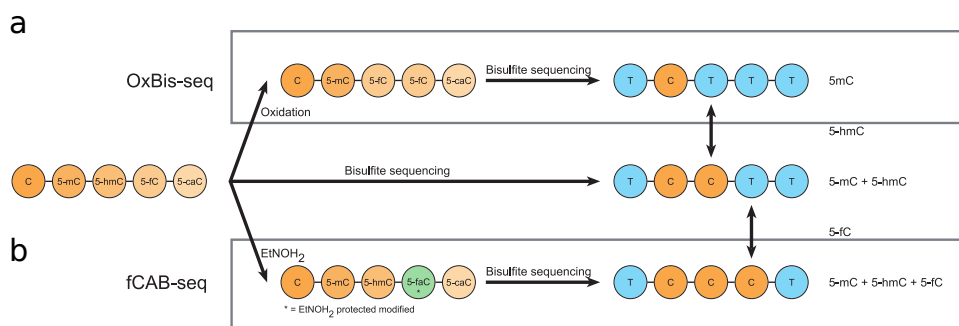 a
OxBis-seq
C 5-mC 5-fC 5-fC 5-caC
Bisulfite sequencing
T C T T T
5mC
Oxidation
5-hmC
C 5-mC 5-hmC 5-fC 5-caC
Bisulfite sequencing
T C C T T
5-mC + 5-hmC
5-fC
b
fCAB-seq
EtNOH₂
C 5-mC 5-hmC 5-faC * 5-caC
Bisulfite sequencing
T C C C T
5-mC + 5-hmC + 5-fC
* = EtNOH₂ protected modified